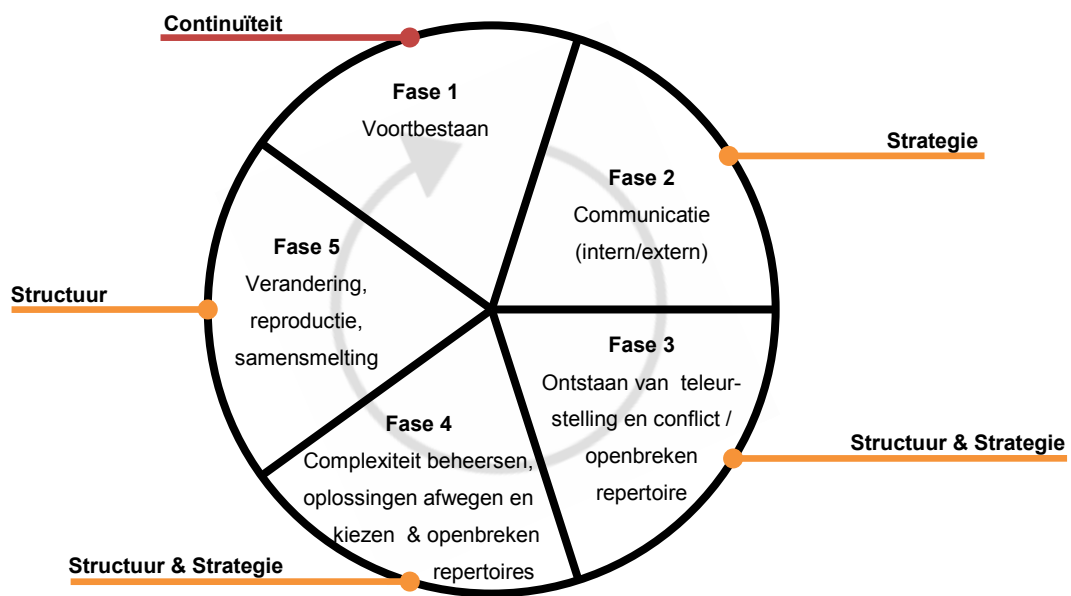 Continuïteit
Fase 1
Voortbestaan
Strategie
Fase 2
Communicatie
(intern/extern)
Fase 3
Ontstaan van teleur-
stelling en conflict /
openbreken
repertoire
Structuur & Strategie
Fase 4
Complexiteit beheersen,
oplossingen afwegen en
kiezen & openbreken
repertoires
Structuur & Strategie
Fase 5
Verandering,
reproductie,
samensmelting
Structuur